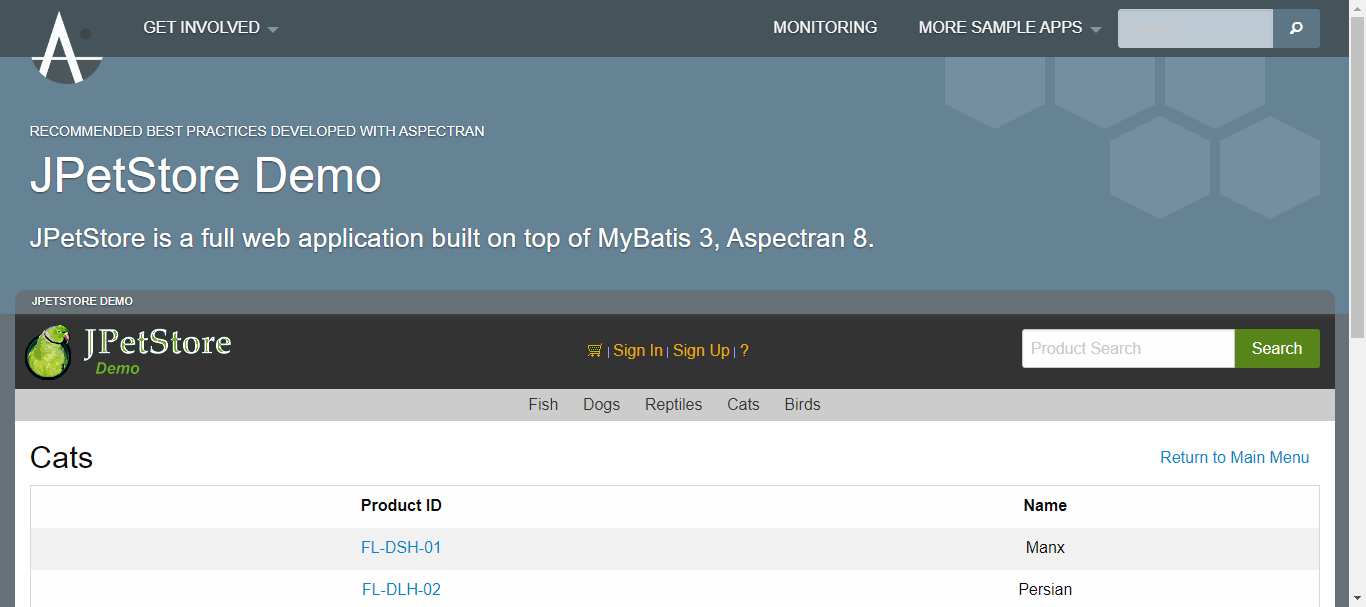 GET INVOLVED
MONITORING
MORE SAMPLE APPS
RECOMMENDED BEST PRACTICES DEVELOPED WITH ASPECTRAN
JPetStore Demo
JPetStore is a full web application built on top of MyBatis 3, Aspectran 8.
JPETSTORE DEMO
JPetStore
Demo
| Sign In | Sign Up | ?
Product Search
Search
Fish Dogs Reptiles Cats Birds
Cats
Return to Main Menu
Product ID Name
FL-DSH-01 Manx
FL-DLH-02 Persian